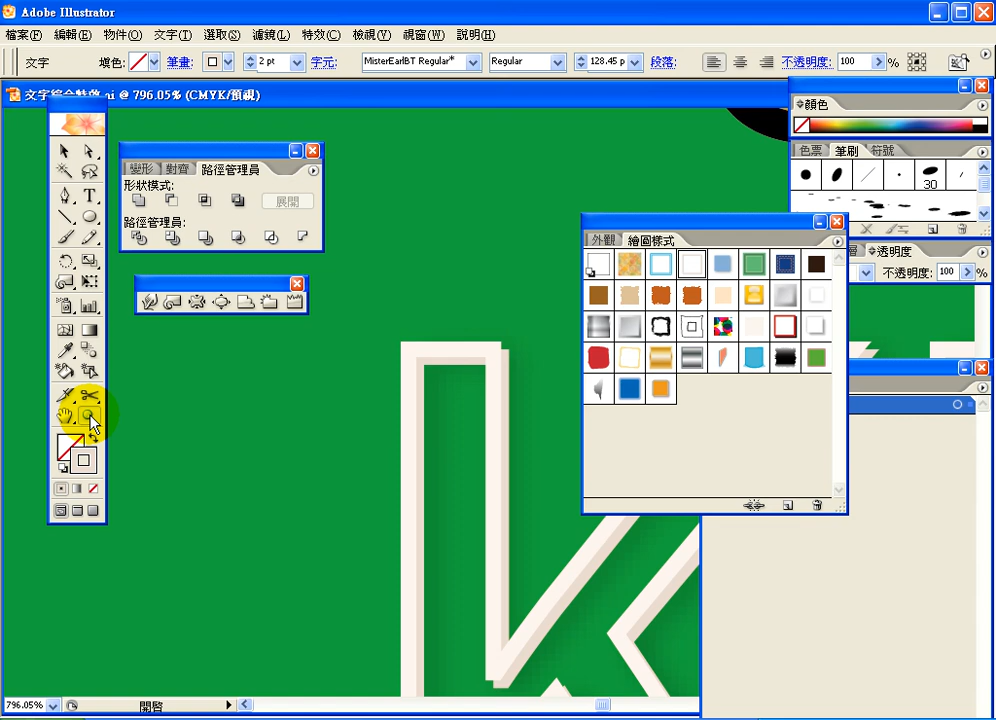 Adobe Illustrator
檔案(F) 編輯(E) 物件(O) 文字(T) 選取(S) 濾鏡(L) 特效(C) 檢視(V) 視窗(W) 說明(H)
文字 填色: 筆畫: 2 pt 字元: MisterEarlBT Regular* Regular 128.45 p 段落: 不透明度: 100 %
.ai @ 796.05% (CMYK/預視)
顏色
色票 筆刷 符號
30
變形 對齊 路徑管理員
形狀模式:
展開
路徑管理員:
外觀 繪圖樣式
透明度
不透明度: 100 %
k
796.05% 開啓